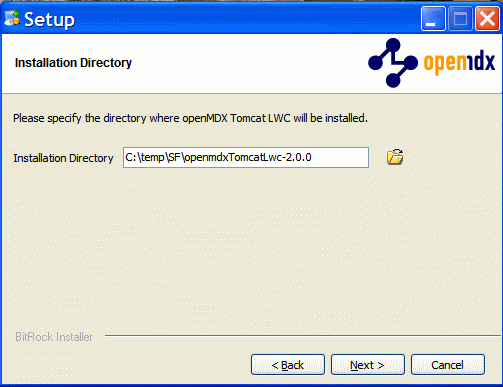 Setup
Installation Directory
openmdx
Please specify the directory where openMDX Tomcat LWC will be installed.
Installation Directory C:\temp\SF\openmdxTomcatLwc-2.0.0
BitRock Installer
< Back Next > Cancel